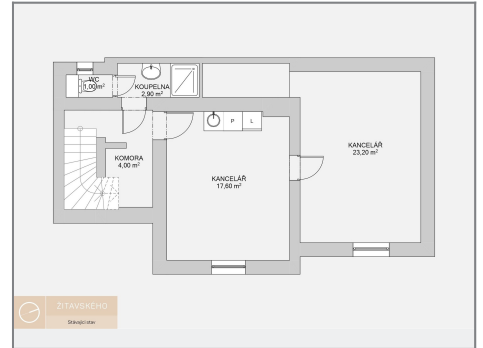 WC
1,00 m²
KOUPELNA
2,90 m²
P
L
KANCELÁŘ
23,20 m²
KOMORA
4,00 m²
KANCELÁŘ
17,60 m²
ŽITAVSKÉHO
Stávající stav